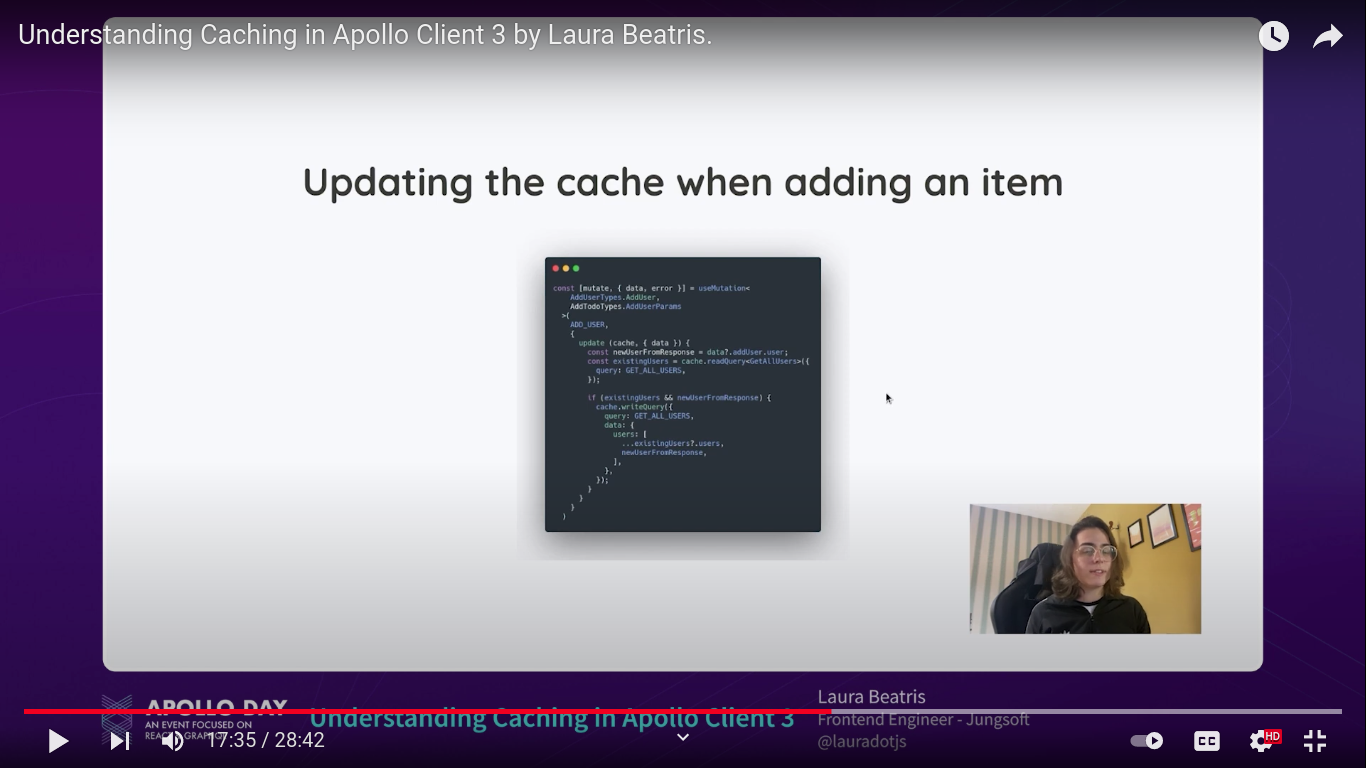 Understanding Caching in Apollo Client 3 by Laura Beatris.
Updating the cache when adding an item
const [mutate, { data, error }] = useMutation<
AddUserTypes.AddUser,
AddTodoTypes.AddUserParams
>(
ADD_USER,
{
update (cache, { data }) {
const newUserFromResponse = data?.addUser.user;
const existingUsers = cache.readQuery<GetAllUsers>({
query: GET_ALL_USERS,
});
if (existingUsers && newUserFromResponse) {
cache.writeQuery({
query: GET_ALL_USERS,
data: {
users: [
...existingUsers?.users,
newUserFromResponse,
],
},
});
}
}
}
)
APOLLO DAY
AN EVENT FOCUSED ON
Understanding Caching in Apollo Client 3
Laura Beatris
Frontend Engineer - Jungsoft
@lauradotjs
17:35 / 28:42
CC
HD